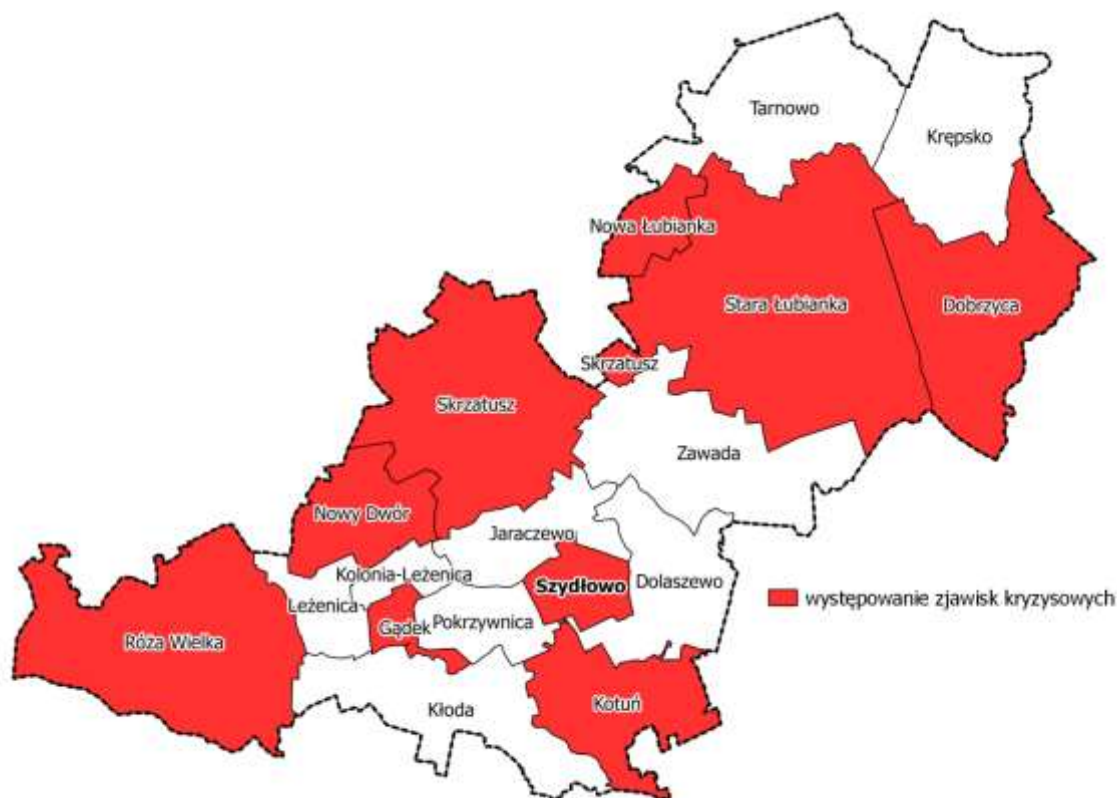 Tarnowo
Krępsko
Nowa Łubianka
Stara Łubianka
Dobrzyca
Skrzatusz
Skrzatusz
Zawada
Nowy Dwór
Jaraczewo
Kolonia-Leżenica
Szydłowo
Dolaszewo
występowanie zjawisk kryzysowych
Leżenica
Pokrzywnica
Gądek
Róża Wielka
Kotuń
Kłoda